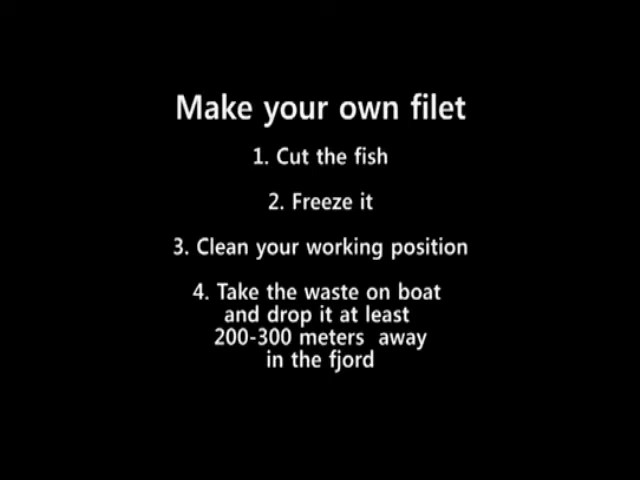 Make your own filet
1. Cut the fish
2. Freeze it
3. Clean your working position
4. Take the waste on boat
and drop it at least
200-300 meters away
in the fjord